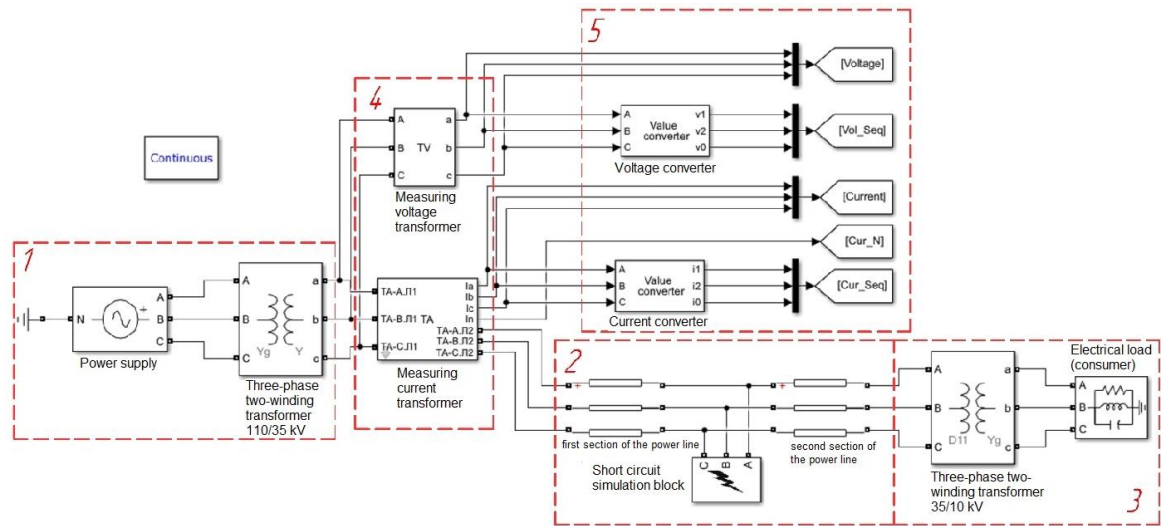 5
[Voltage]
4
A
a
A
v1
B
TV
b
B
Value
converter
v2
[Vol_Seq]
C
c
C
v0
Continuous
Voltage converter
Measuring
voltage
transformer
[Current]
1
[Cur_N]
A
a
TA-A.Л1
Ia
Ib
Ic
In
A
Value
converter
i1
B
i2
[Cur_Seq]
C
i0
N
+
A
B
C
B
b
TA-B.Л1
TA
TA-A.Л2
TA-B.Л2
TA-C.Л2
Current converter
C
Yg
Y
c
TA-C.Л1
Power supply
Three-phase
two-winding
transformer
110/35 kV
Measuring
current
transformer
2
Electrical load
(consumer)
+
+
A
a
A
B
b
B
C
D11
Yg
c
C
first section of the power line
second section of
the power line
C
B
A
Short circuit
simulation block
Three-phase two-
winding transformer
35/10 kV
3